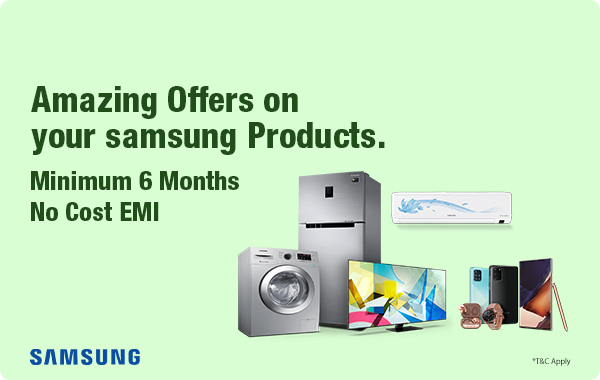 Amazing Offers on
your samsung Products.
Minimum 6 Months
No Cost EMI
SAMSUNG
*T&C Apply